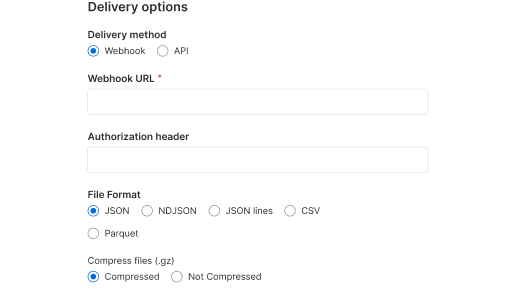 Delivery options
Delivery method
Webhook API
Webhook URL *
Authorization header
File Format
JSON NDJSON JSON lines CSV
Parquet
Compress files (.gz)
Compressed Not Compressed